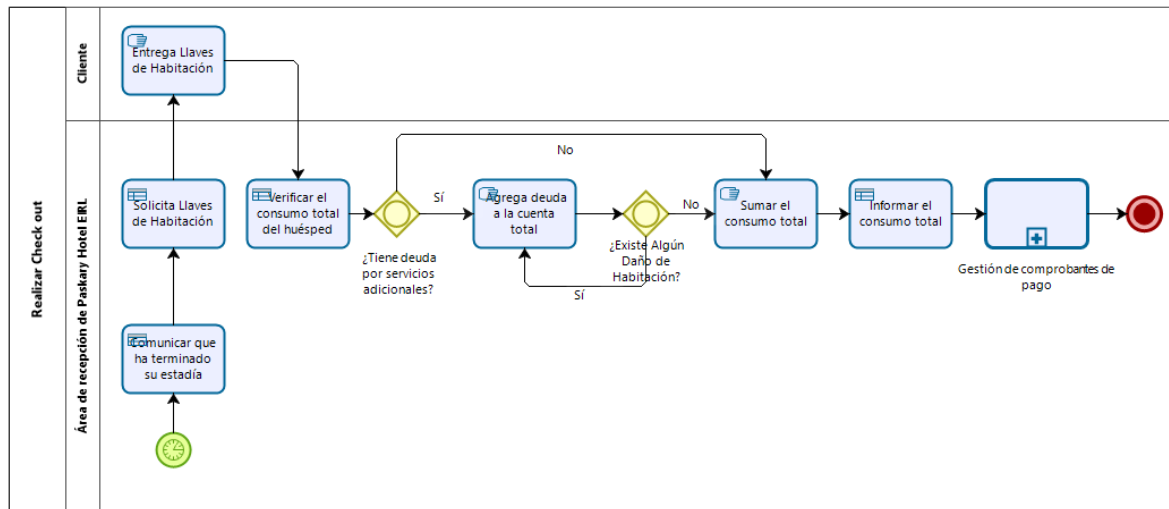 Realizar Check out
Cliente
Área de recepción de Paskary Hotel EIRL
Entrega Llaves
de Habitación
Solicita Llaves
de Habitación
Comunicar que
ha terminado
su estadía
Verificar el
consumo total
del huésped
¿Tiene deuda
por servicios
adicionales?
No
Sí
Agrega deuda
a la cuenta
total
¿Existe Algún
Daño de
Habitación?
Sí
No
Sumar el
consumo total
Informar el
consumo total
Gestión de comprobantes de
pago